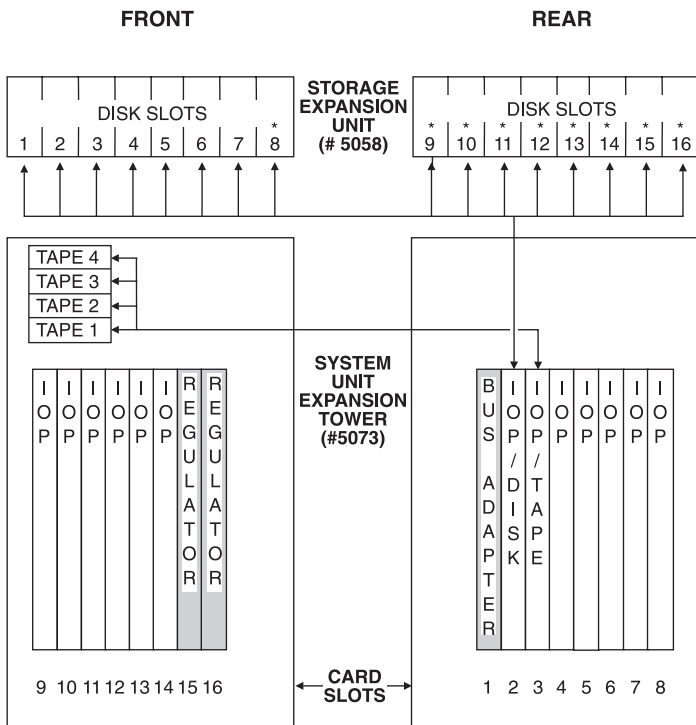 FRONT
REAR
DISK SLOTS
1 2 3 4 5 6 7 8
*
STORAGE
EXPANSION
UNIT
(# 5058)
DISK SLOTS
* * * * * * * *
9 10 11 12 13 14 15 16
TAPE 4
TAPE 3
TAPE 2
TAPE 1
SYSTEM
UNIT
EXPANSION
TOWER
(#5073)
IOP
IOP
IOP
IOP
IOP
IOP
REGULATOR
REGULATOR
BUS ADAPTER
IOP/DISK
IOP/TAPE
IOP
IOP
IOP
IOP
IOP
9 10 11 12 13 14 15 16
CARD
SLOTS
1 2 3 4 5 6 7 8